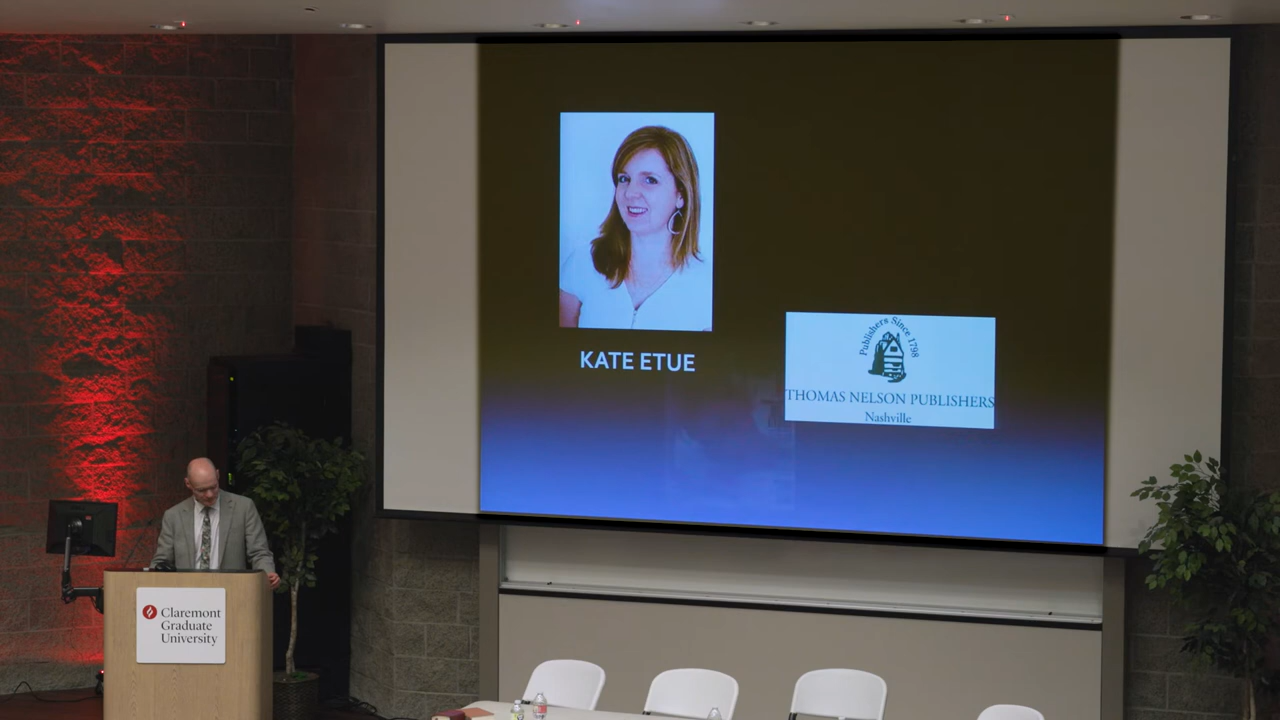 KATE ETUE
Publishers Since 1798
THOMAS NELSON PUBLISHERS
Nashville
Claremont
Graduate
University